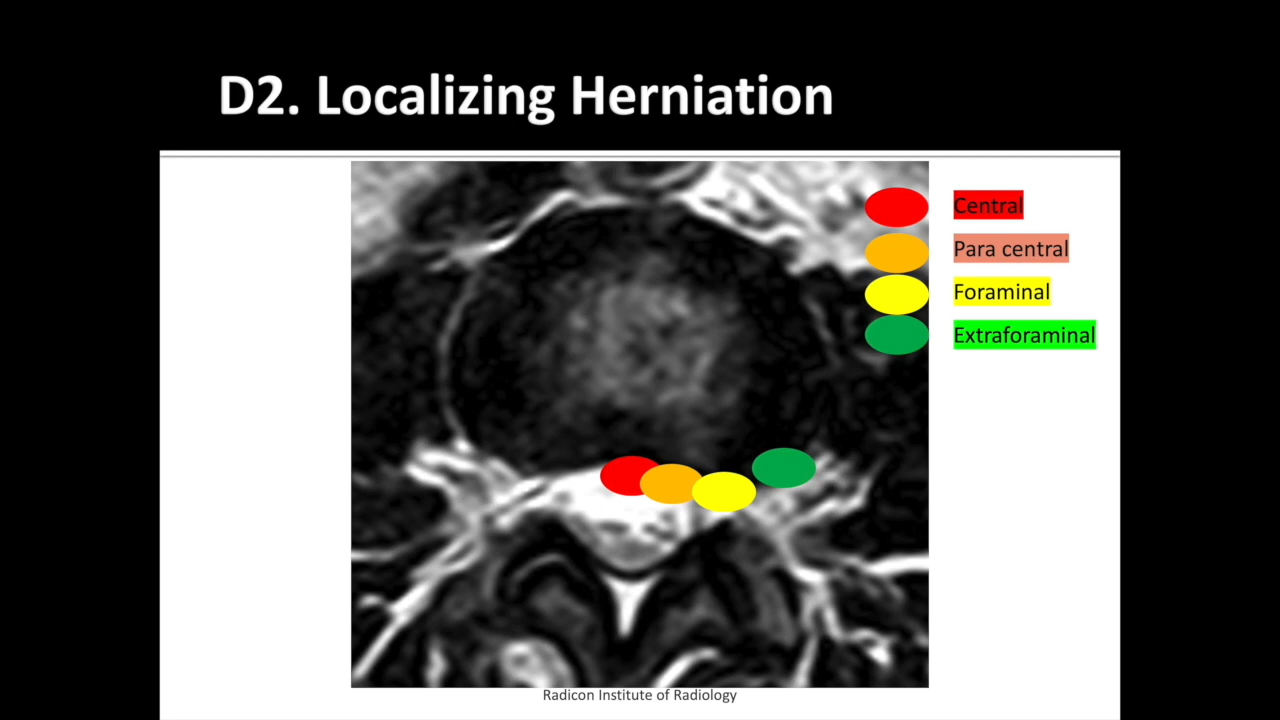 D2. Localizing Herniation
Central
Para central
Foraminal
Extraforaminal
Radicon Institute of Radiology